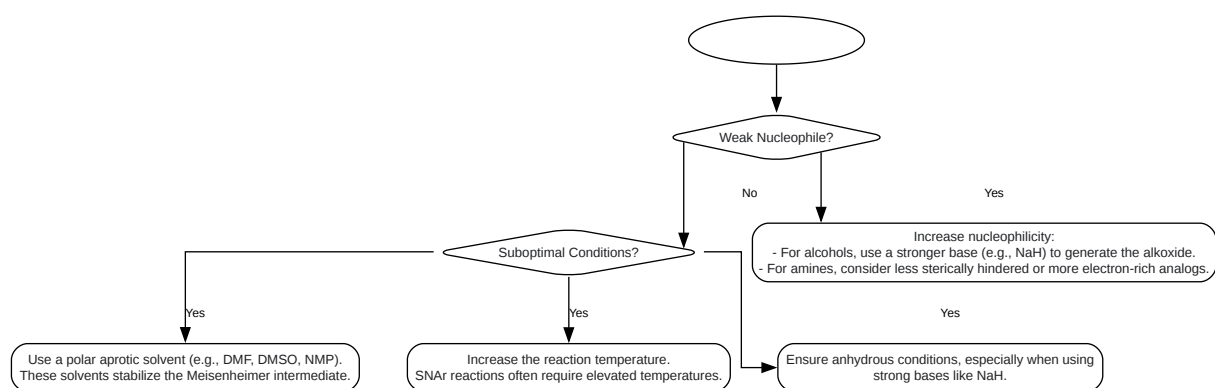 Weak Nucleophile?
No
Yes
Increase nucleophilicity:
- For alcohols, use a stronger base (e.g., NaH) to generate the alkoxide.
- For amines, consider less sterically hindered or more electron-rich analogs.
Suboptimal Conditions?
Yes
Yes
Yes
Use a polar aprotic solvent (e.g., DMF, DMSO, NMP).
These solvents stabilize the Meisenheimer intermediate.
Increase the reaction temperature.
SNAr reactions often require elevated temperatures.
Ensure anhydrous conditions, especially when using
strong bases like NaH.